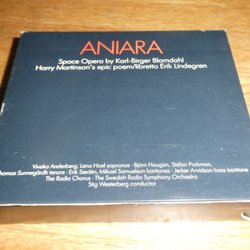 ANIARA
Space Opera by Karl-Birger Blomdahl
Harry Martinson's epic poem/libretto Erik Lindegren
Viveka Anderberg, Lena Hoel sopranos · Björn Haugan, Stefan Parkman,
Thomas Sunnegårdh tenors · Erik Sædén, Mikael Samuelson baritones · Jerker Arvidson bass baritone
The Radio Chorus · The Swedish Radio Symphony Orchestra
Stig Westerberg conductor